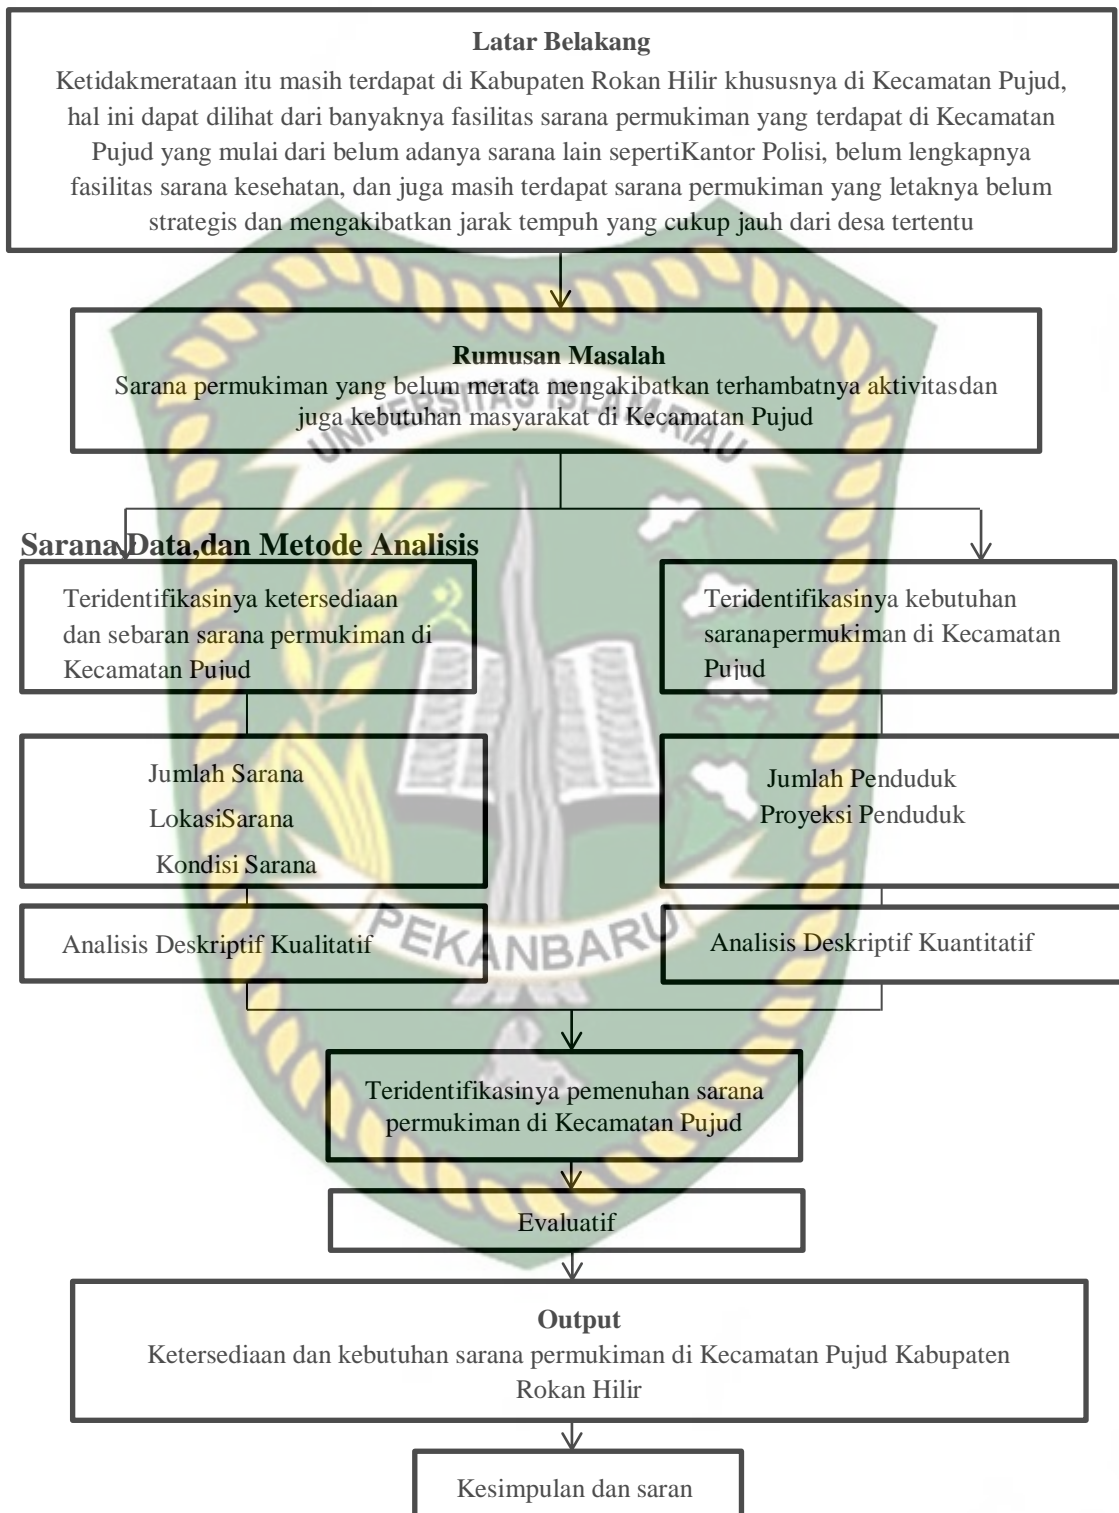 Latar Belakang
Ketidakmerataan itu masih terdapat di Kabupaten Rokan Hilir khususnya di Kecamatan Pujud,
hal ini dapat dilihat dari banyaknya fasilitas sarana permukiman yang terdapat di Kecamatan
Pujud yang mulai dari belum adanya sarana lain sepertiKantor Polisi, belum lengkapnya
fasilitas sarana kesehatan, dan juga masih terdapat sarana permukiman yang letaknya belum
strategis dan mengakibatkan jarak tempuh yang cukup jauh dari desa tertentu
Rumusan Masalah
Sarana permukiman yang belum merata mengakibatkan terhambatnya aktivitasdan
juga kebutuhan masyarakat di Kecamatan Pujud
UNIVERSITAS ISLAM RIAU
Sarana,Data,dan Metode Analisis
Teridentifikasinya ketersediaan
dan sebaran sarana permukiman di
Kecamatan Pujud
Teridentifikasinya kebutuhan
saranapermukiman di Kecamatan
Pujud
Jumlah Sarana
LokasiSarana
Kondisi Sarana
Jumlah Penduduk
Proyeksi Penduduk
Analisis Deskriptif Kualitatif
Analisis Deskriptif Kuantitatif
PEKANBARU
Teridentifikasinya pemenuhan sarana
permukiman di Kecamatan Pujud
Evaluatif
Output
Ketersediaan dan kebutuhan sarana permukiman di Kecamatan Pujud Kabupaten
Rokan Hilir
Kesimpulan dan saran